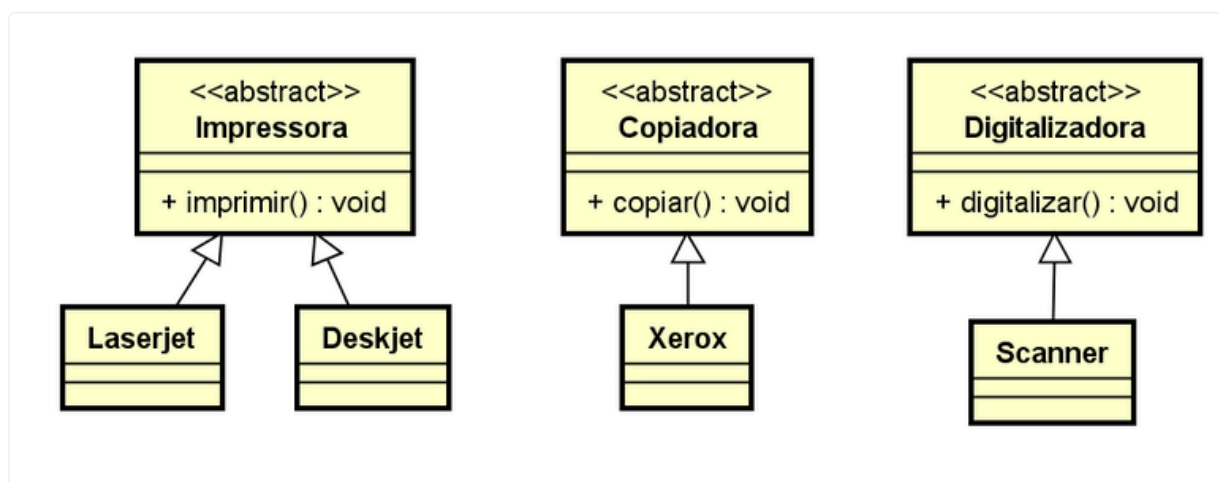 <<abstract>>
Impressora
+ imprimir() : void
Laserjet
Deskjet
<<abstract>>
Copiadora
+ copiar() : void
Xerox
<<abstract>>
Digitalizadora
+ digitalizar() : void
Scanner